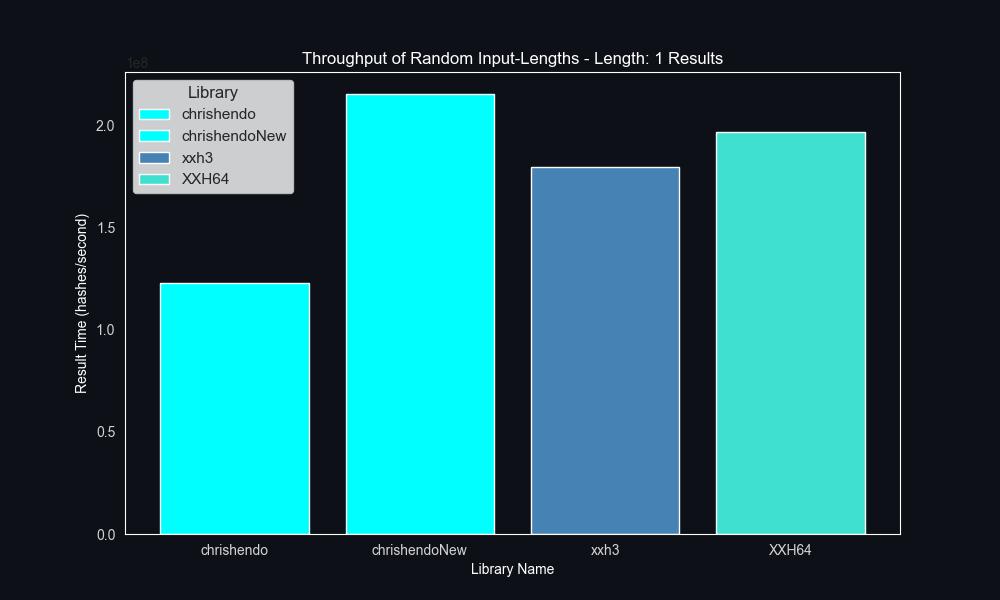 Throughput of Random Input-Lengths - Length: 1 Results
1e8
Library
chrishendo
chrishendoNew
xxh3
XXH64
2.0
1.5
1.0
0.5
0.0
Result Time (hashes/second)
chrishendo
chrishendoNew
xxh3
XXH64
Library Name